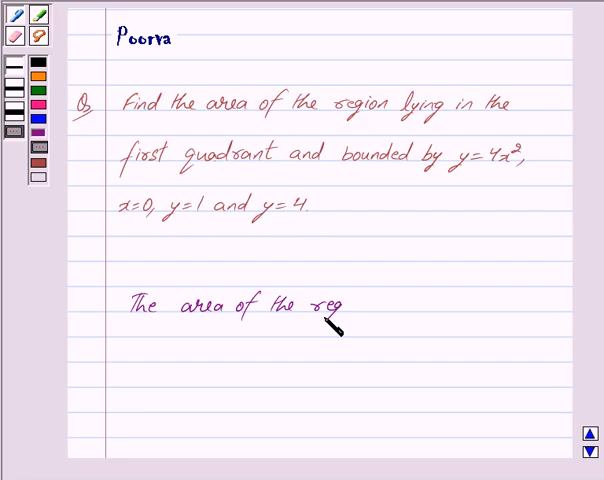 Poorva
Q Find the area of the region lying in the
first quadrant and bounded by y=4x²,
x=0, y=1 and y=4.
The area of the reg